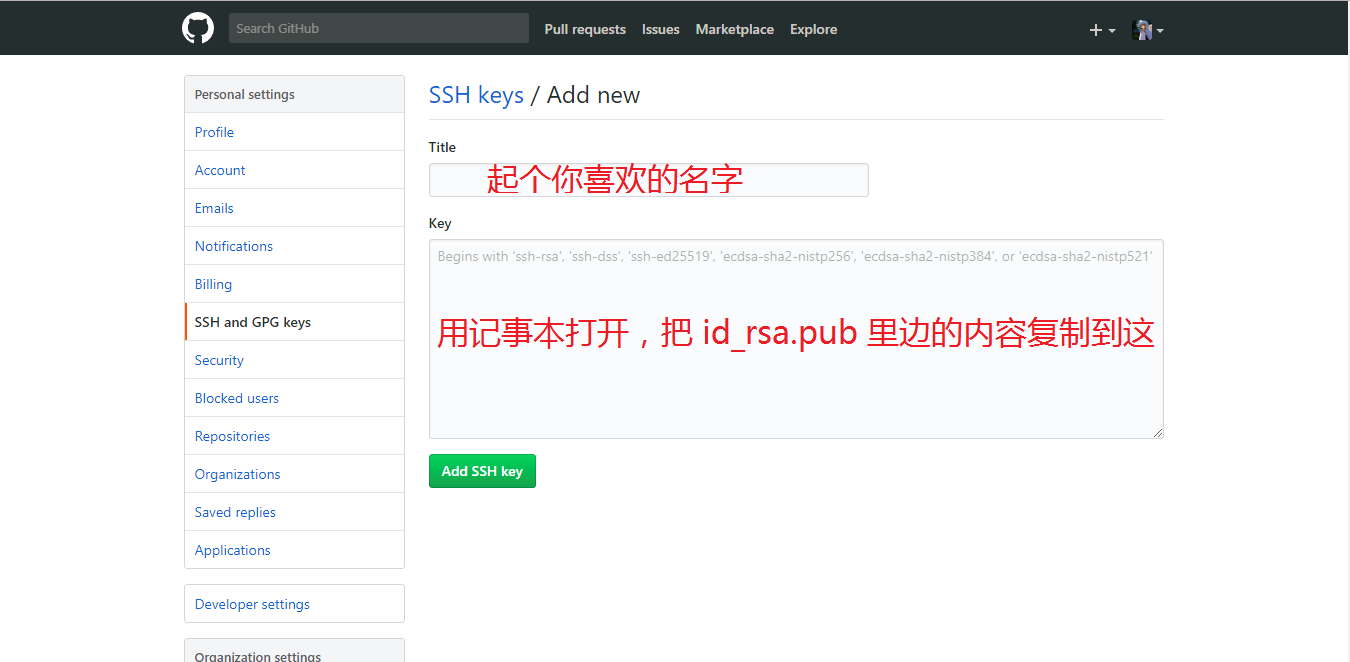 Search GitHub
Pull requests
Issues
Marketplace
Explore
Personal settings
Profile
Account
Emails
Notifications
Billing
SSH and GPG keys
Security
Blocked users
Repositories
Organizations
Saved replies
Applications
Developer settings
Organization settings
SSH keys / Add new
Title
起个你喜欢的名字
Key
Begins with 'ssh-rsa', 'ssh-dss', 'ssh-ed25519', 'ecdsa-sha2-nistp256', 'ecdsa-sha2-nistp384', or 'ecdsa-sha2-nistp521'
用记事本打开，把 id_rsa.pub 里边的内容复制到这
Add SSH key